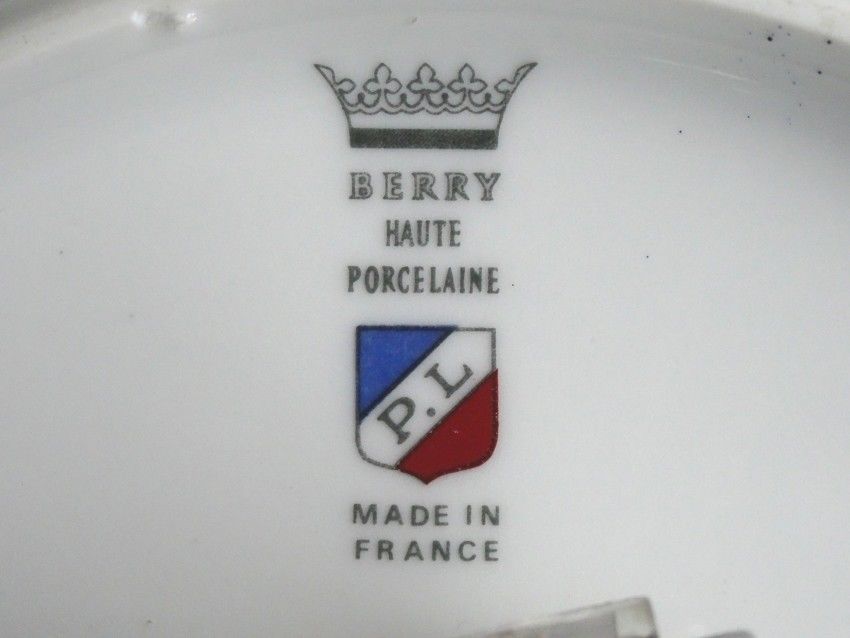 BERRY
HAUTE
PORCELAINE
P.L
MADE IN
FRANCE